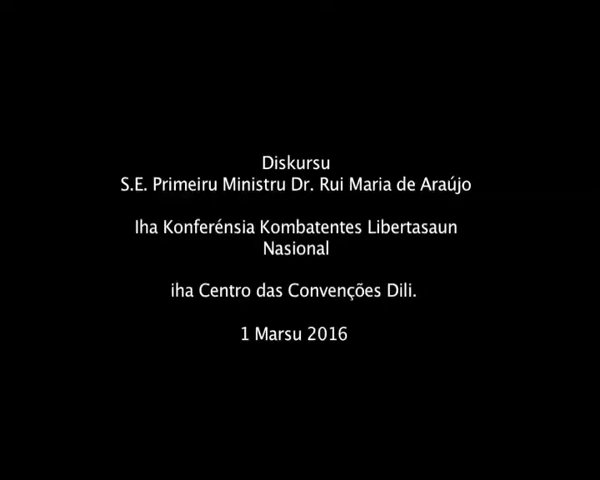 Diskursu
S.E. Primeiru Ministru Dr. Rui Maria de Araújo
Iha Konferénsia Kombatentes Libertasaun
Nasional
iha Centro das Convenções Dili.
1 Marsu 2016